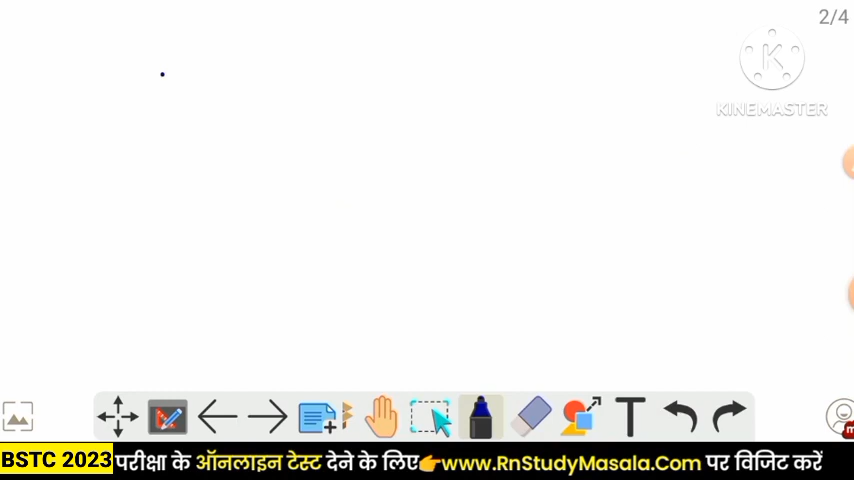 2/4
KINEMASTER
BSTC 2023 परीक्षा के ऑनलाइन टेस्ट देने के लिए👉www.RnStudyMasala.Com पर विजिट करें